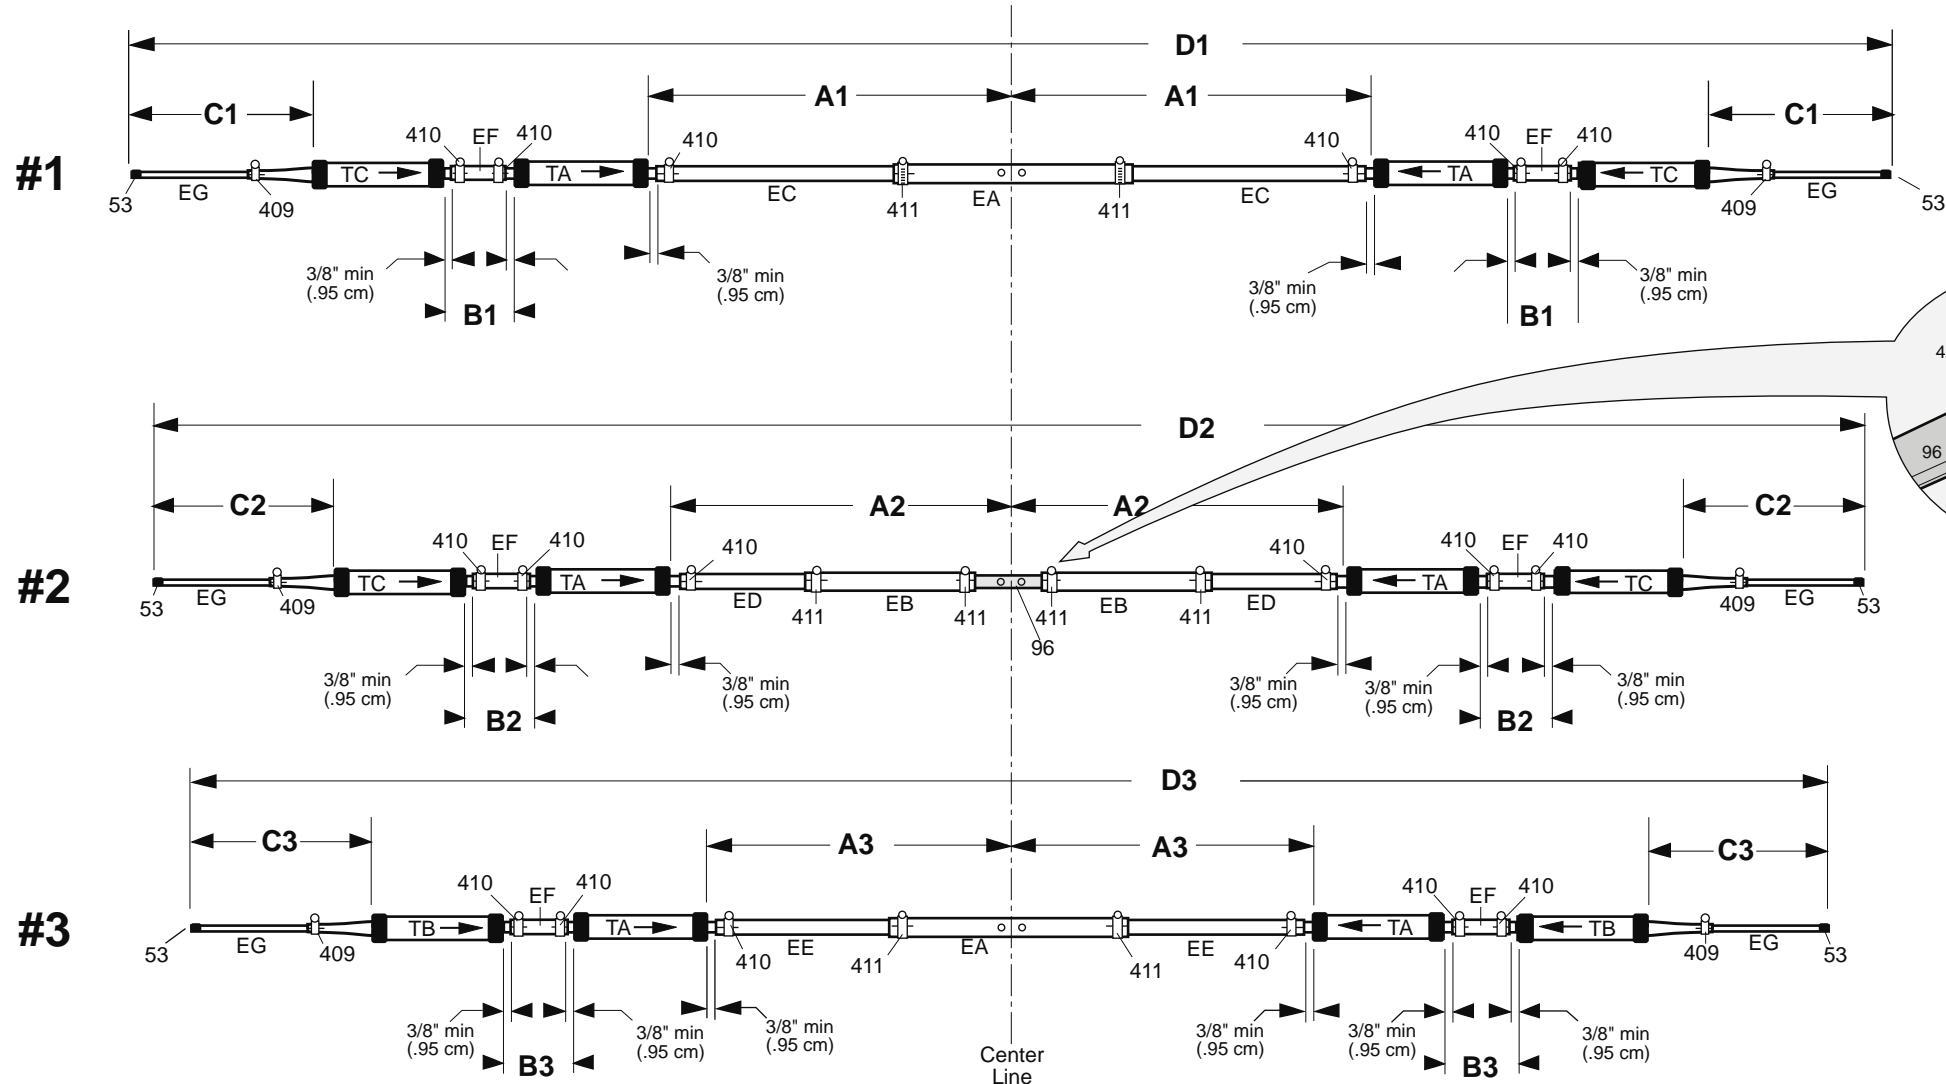 D1
C1 A1 A1 C1
410 EF 410 410 410 EF 410
#1 TC TA TA TC
53 EG 409 EC 411 EA 411 EC 409 EG 53
3/8" min 3/8" min 3/8" min 3/8" min
(.95 cm) (.95 cm) (.95 cm) (.95 cm)
B1 B1
4
D2
96
C2 A2 A2 C2
410 EF 410 410 410 410 EF 410
#2 TC TA TA TC
53 EG 409 ED 411 EB 411 411 EB 411 ED 409 EG 53
96
3/8" min 3/8" min 3/8" min 3/8" min 3/8" min
(.95 cm) (.95 cm) (.95 cm) (.95 cm) (.95 cm)
B2 B2
D3
C3 A3 A3 C3
410 EF 410 410 EF 410
#3 TB TA TA TB
53 EG 409 410 EE 411 EA 411 EE 410 409 EG 53
3/8" min 3/8" min 3/8" min 3/8" min 3/8" min 3/8" min
(.95 cm) (.95 cm) (.95 cm) (.95 cm) (.95 cm) (.95 cm)
B3 B3
Center
Line